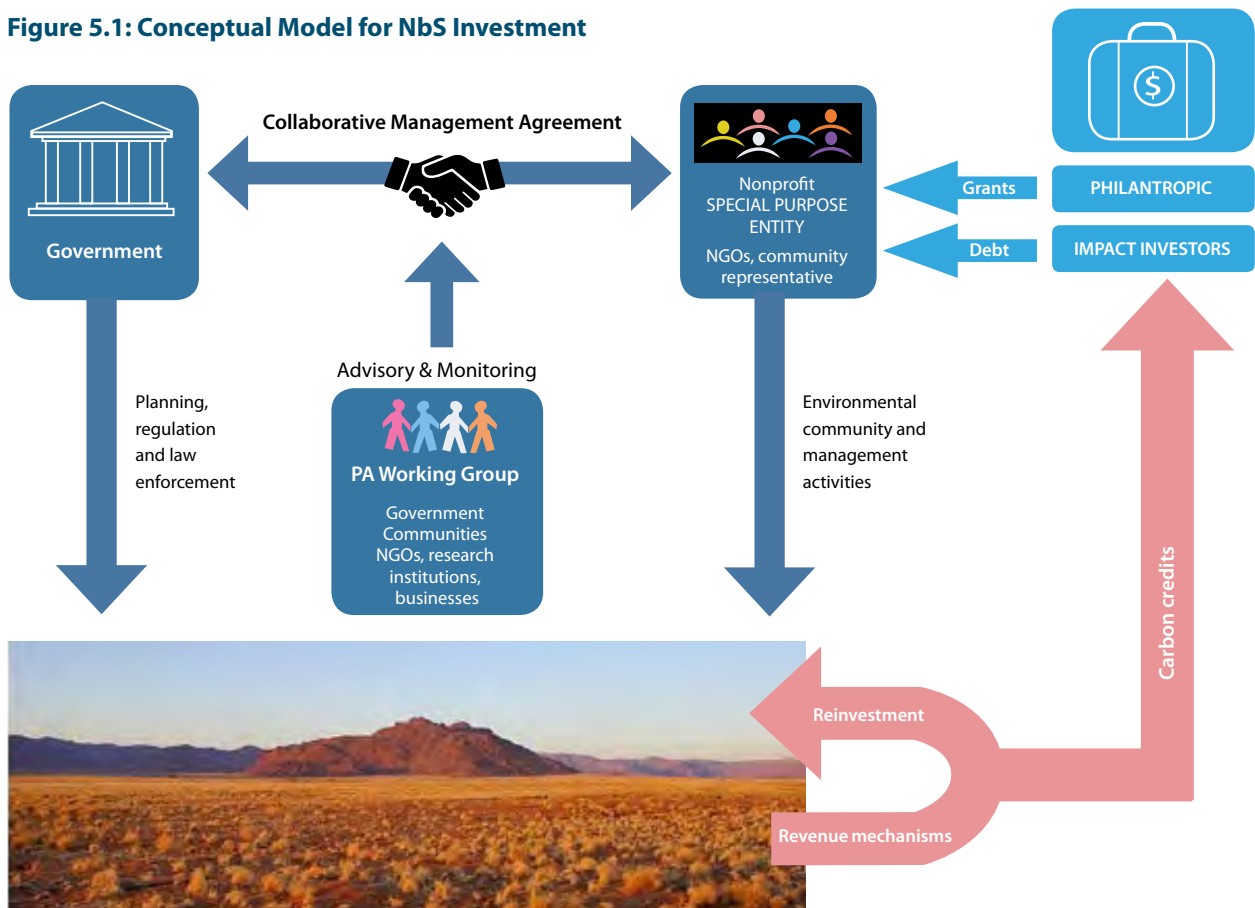 Figure 5.1: Conceptual Model for NbS Investment
Government
Collaborative Management Agreement
Nonprofit
SPECIAL PURPOSE
ENTITY
NGOs, community
representative
$
Grants
PHILANTROPIC
Debt
IMPACT INVESTORS
Planning,
regulation
and law
enforcement
Advisory & Monitoring
PA Working Group
Government
Communities
NGOs, research
institutions,
businesses
Environmental
community and
management
activities
Carbon credits
Reinvestment
Revenue mechanisms